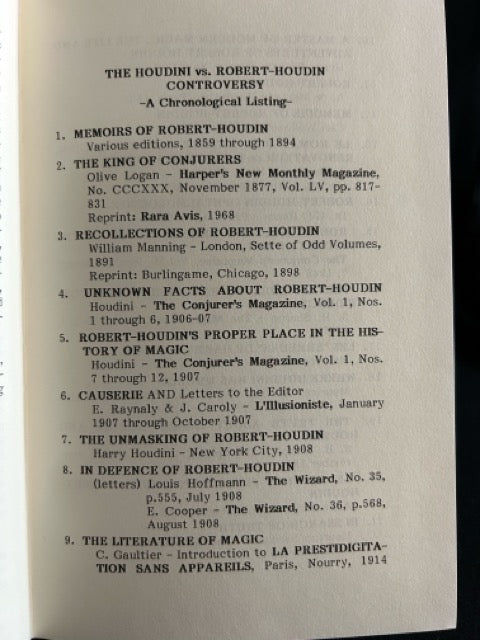 THE HOUDINI vs. ROBERT-HOUDIN
CONTROVERSY
-A Chronological Listing-
1. MEMOIRS OF ROBERT-HOUDIN
Various editions, 1859 through 1894
2. THE KING OF CONJURERS
Olive Logan - Harper's New Monthly Magazine,
No. CCCXXX, November 1877, Vol. LV, pp. 817-
831
Reprint: Rara Avis, 1968
3. RECOLLECTIONS OF ROBERT-HOUDIN
William Manning - London, Sette of Odd Volumes,
1891
Reprint: Burlingame, Chicago, 1898
4. UNKNOWN FACTS ABOUT ROBERT-HOUDIN
Houdini - The Conjurer's Magazine, Vol. 1, Nos.
1 through 6, 1906-07
5. ROBERT-HOUDIN'S PROPER PLACE IN THE HIS-
TORY OF MAGIC
Houdini - The Conjurer's Magazine, Vol. 1, Nos.
7 through 12, 1907
6. CAUSERIE AND Letters to the Editor
E. Raynaly & J. Caroly - L'Illusioniste, January
1907 through October 1907
7. THE UNMASKING OF ROBERT-HOUDIN
Harry Houdini - New York City, 1908
8. IN DEFENCE OF ROBERT-HOUDIN
(letters) Louis Hoffmann - The Wizard, No. 35,
p.555, July 1908
E. Cooper - The Wizard, No. 36, p.568,
August 1908
9. THE LITERATURE OF MAGIC
C. Gaultier - Introduction to LA PRESTIDIGITA-
TION SANS APPAREILS, Paris, Nourry, 1914